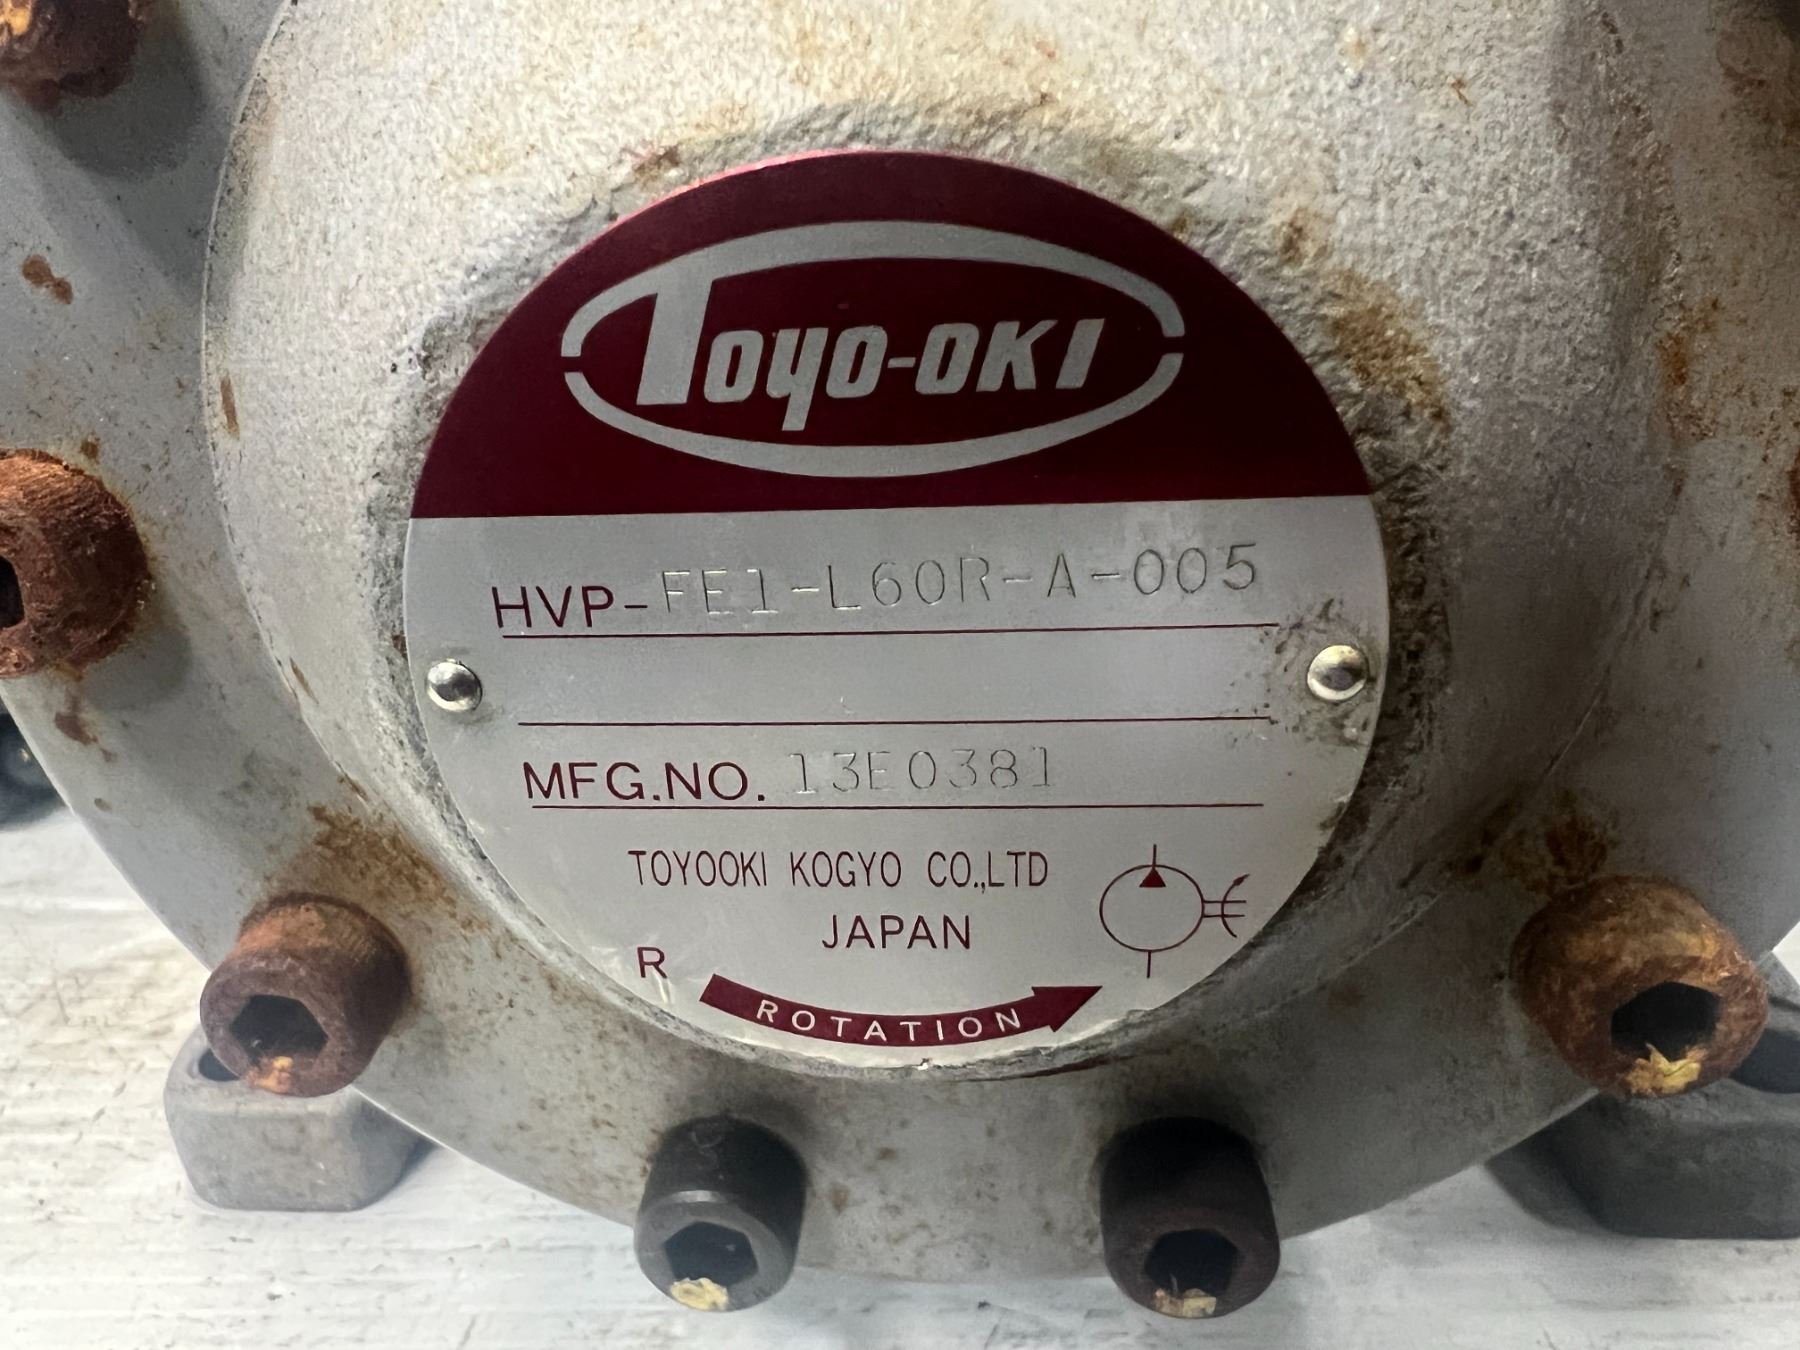 TOYO-OKI
HVP-FE1-L60R-A-005
MFG.NO. 13E0381
TOYOOKI KOGYO CO.,LTD
JAPAN
R
ROTATION